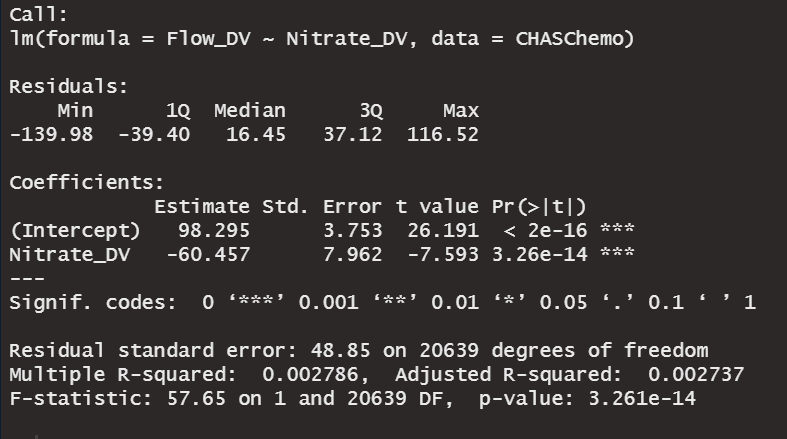 Call:
lm(formula = Flow_DV ~ Nitrate_DV, data = CHASChemo)
Residuals:
    Min      1Q  Median      3Q     Max
-139.98  -39.40   16.45   37.12  116.52
Coefficients:
            Estimate Std. Error t value Pr(>|t|)
(Intercept)   98.295      3.753  26.191  < 2e-16 ***
Nitrate_DV   -60.457      7.962  -7.593 3.26e-14 ***
---
Signif. codes:  0 ‘***’ 0.001 ‘**’ 0.01 ‘*’ 0.05 ‘.’ 0.1 ‘ ’ 1
Residual standard error: 48.85 on 20639 degrees of freedom
Multiple R-squared:  0.002786,  Adjusted R-squared:  0.002737
F-statistic: 57.65 on 1 and 20639 DF,  p-value: 3.261e-14